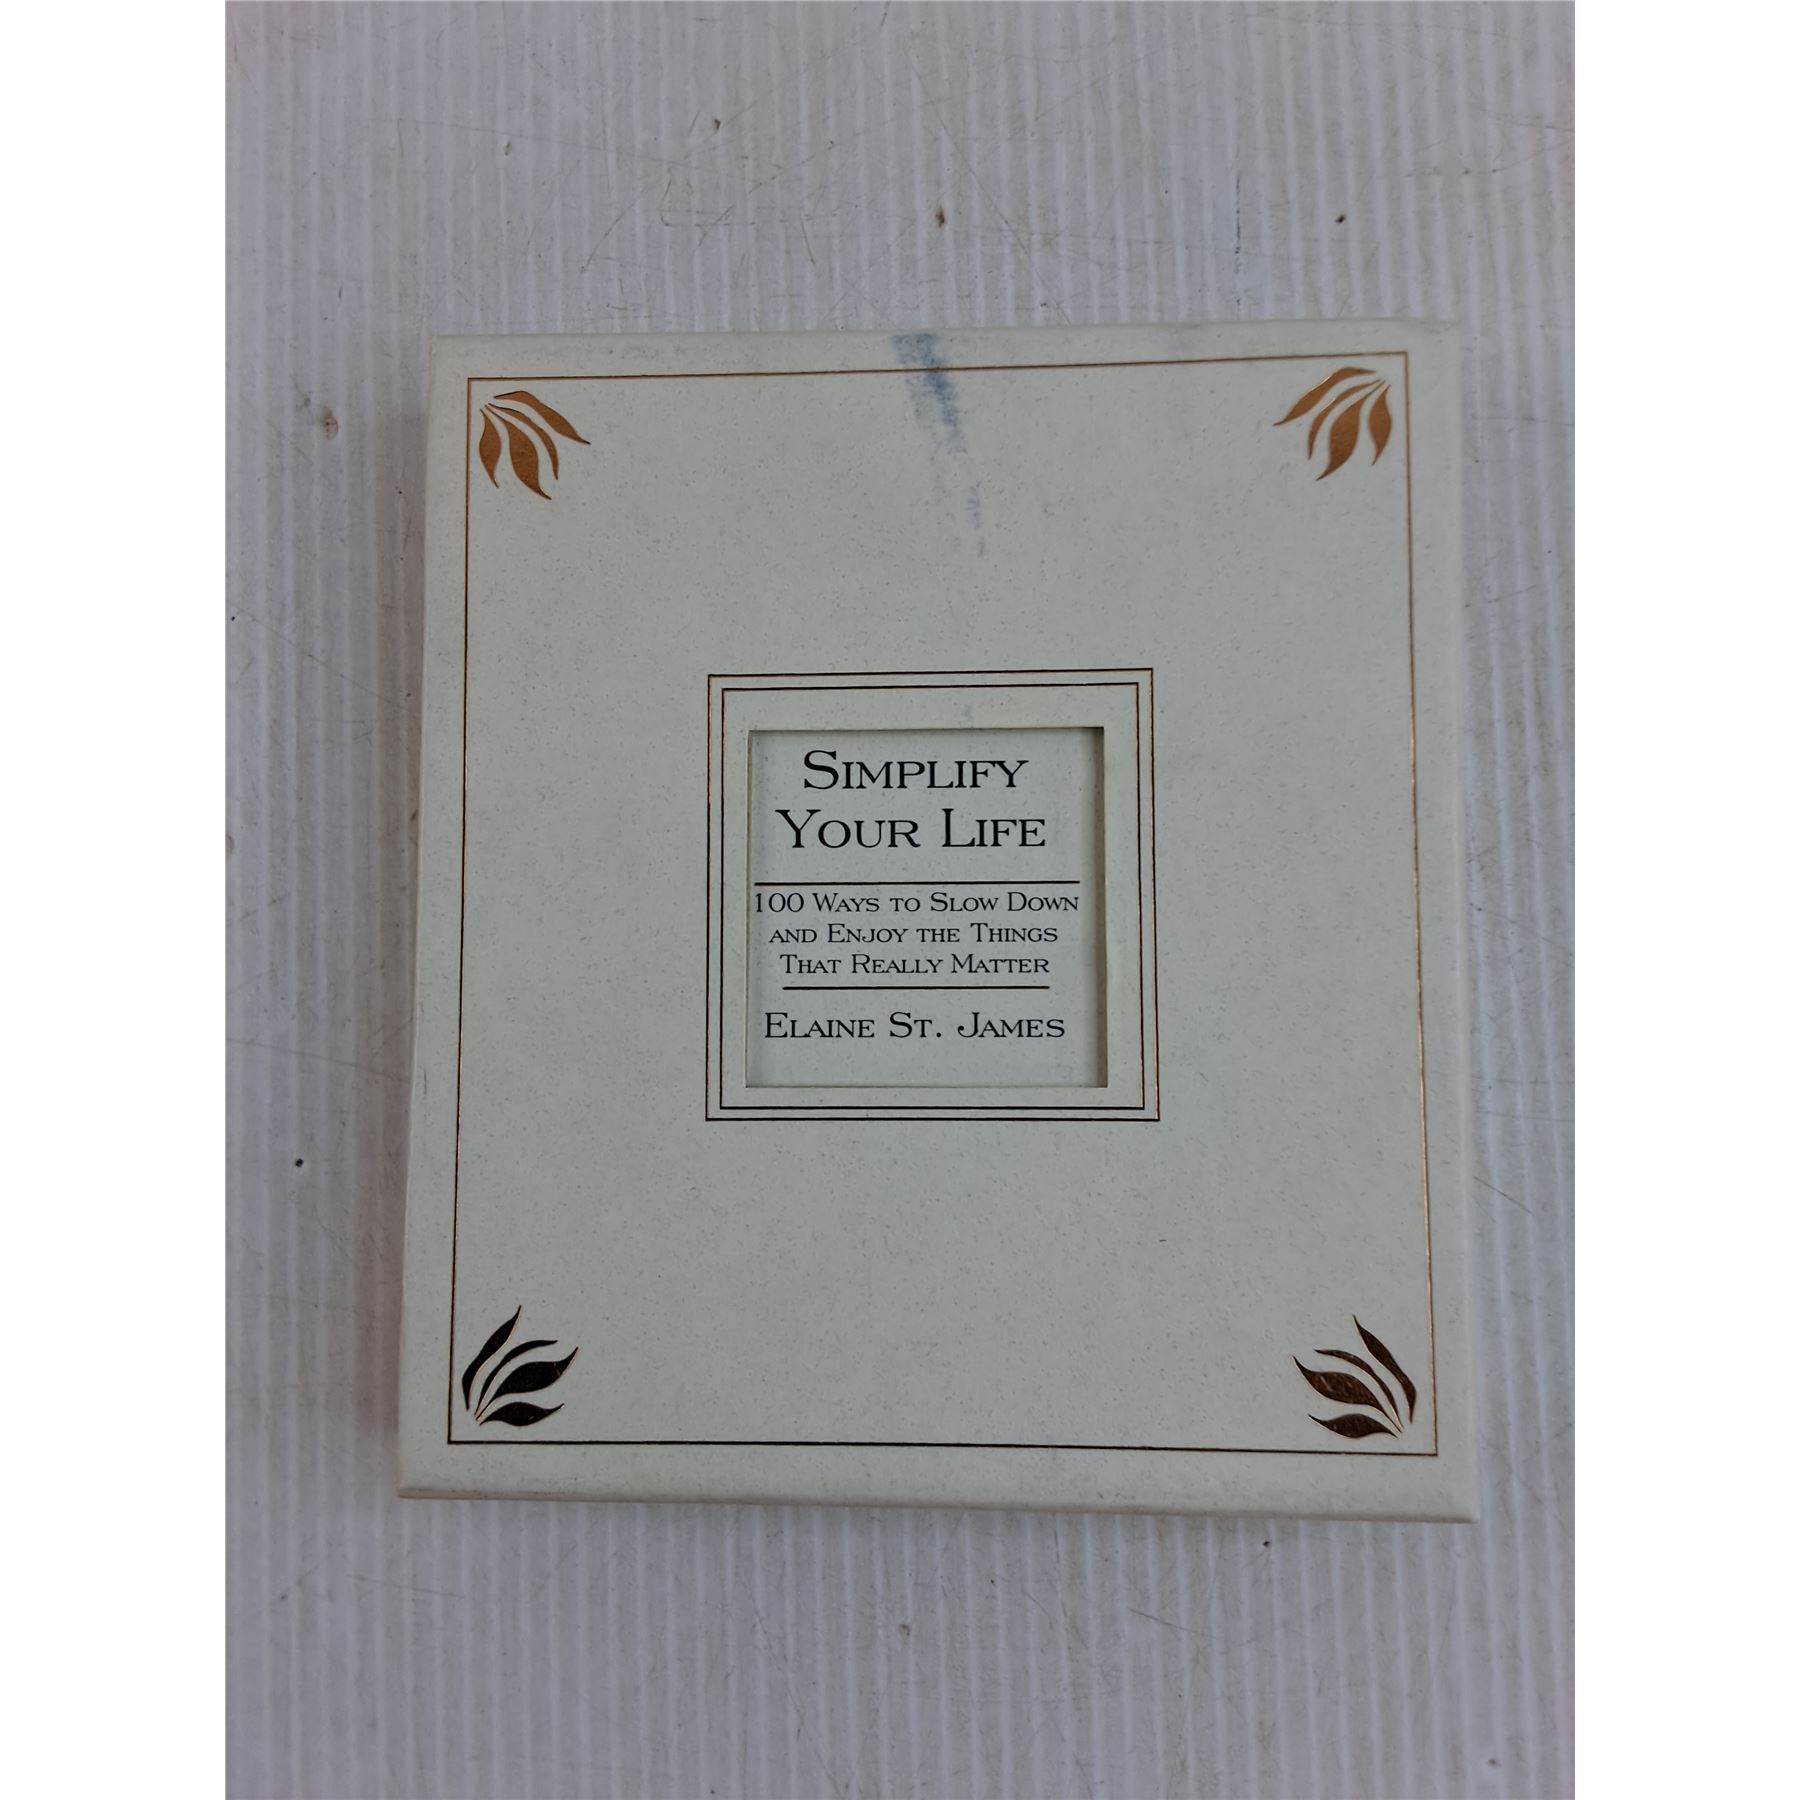 Simplify
Your Life
100 Ways to Slow Down
and Enjoy the Things
That Really Matter
Elaine St. James